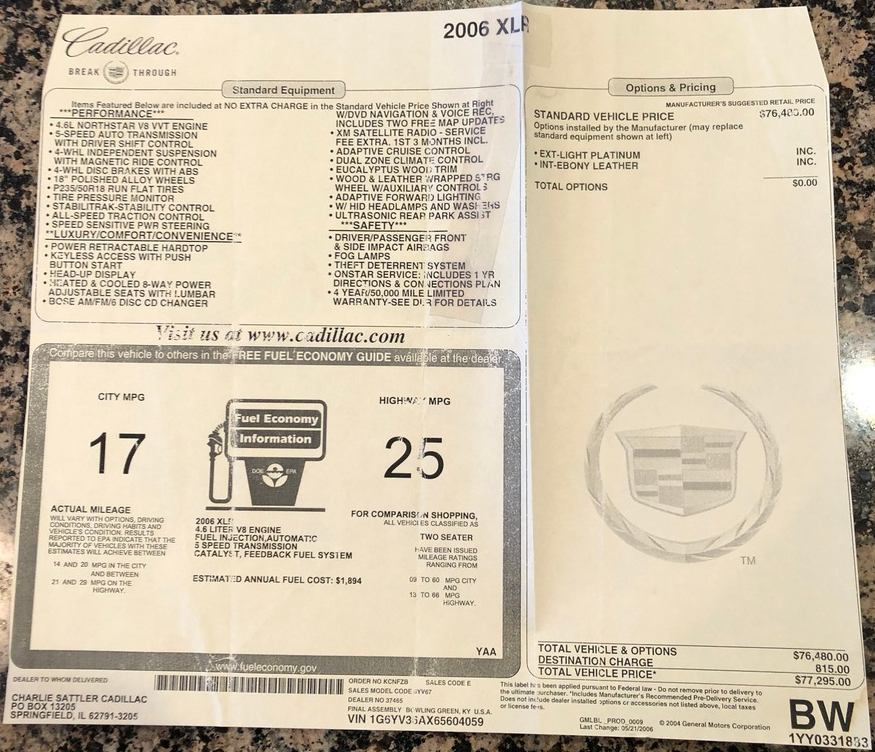 Cadillac.
BREAK THROUGH
2006 XLR
Standard Equipment
Items Featured Below are included at NO EXTRA CHARGE in the Standard Vehicle Price Shown at Right
***PERFORMANCE***
• 4.6L NORTHSTAR V8 VVT ENGINE
• 5-SPEED AUTO TRANSMISSION
WITH DRIVER SHIFT CONTROL
• 4-WHL INDEPENDENT SUSPENSION
WITH MAGNETIC RIDE CONTROL
• 4-WHL DISC BRAKES WITH ABS
• 18" POLISHED ALLOY WHEELS
• P235/50R18 RUN FLAT TIRES
• TIRE PRESSURE MONITOR
• STABILITRAK-STABILITY CONTROL
• ALL-SPEED TRACTION CONTROL
• SPEED SENSITIVE PWR STEERING
**LUXURY/COMFORT/CONVENIENCE**
• POWER RETRACTABLE HARDTOP
• KEYLESS ACCESS WITH PUSH
BUTTON START
• HEAD-UP DISPLAY
• HEATED & COOLED 8-WAY POWER
ADJUSTABLE SEATS WITH LUMBAR
• BOSE AM/FM/6 DISC CD CHANGER
W/DVD NAVIGATION & VOICE REC,
INCLUDES TWO FREE MAP UPDATES
• XM SATELLITE RADIO - SERVICE
FEE EXTRA. 1ST 3 MONTHS INCL.
• ADAPTIVE CRUISE CONTROL
• DUAL ZONE CLIMATE CONTROL
• EUCALYPTUS WOOD TRIM
• WOOD & LEATHER WRAPPED STRG
WHEEL W/AUXILIARY CONTROLS
• ADAPTIVE FORWARD LIGHTING
• W/ HID HEADLAMPS AND WASHERS
• ULTRASONIC REAR PARK ASSIST
***SAFETY***
• DRIVER/PASSENGER FRONT
& SIDE IMPACT AIRBAGS
• FOG LAMPS
• THEFT DETERRENT SYSTEM
• ONSTAR SERVICE: INCLUDES 1 YR
DIRECTIONS & CONNECTIONS PLAN
• 4 YEAR/50,000 MILE LIMITED
WARRANTY-SEE DLR FOR DETAILS
Visit us at www.cadillac.com
Compare this vehicle to others in the FREE FUEL ECONOMY GUIDE available at the dealer.
CITY MPG
17
Fuel Economy
Information
DOE EPA
HIGHWAY MPG
25
ACTUAL MILEAGE
WILL VARY WITH OPTIONS, DRIVING
CONDITIONS, DRIVING HABITS AND
VEHICLE'S CONDITION. RESULTS
REPORTED TO EPA INDICATE THAT THE
MAJORITY OF VEHICLES WITH THESE
ESTIMATES WILL ACHIEVE BETWEEN
14 AND 20 MPG IN THE CITY
AND BETWEEN
21 AND 29 MPG ON THE
HIGHWAY.
2006 XLR
4.6 LITER V8 ENGINE
FUEL INJECTION,AUTOMATIC
5 SPEED TRANSMISSION
CATALYST, FEEDBACK FUEL SYSTEM
ESTIMATED ANNUAL FUEL COST: $1,894
FOR COMPARISON SHOPPING,
ALL VEHICLES CLASSIFIED AS
TWO SEATER
HAVE BEEN ISSUED
MILEAGE RATINGS
RANGING FROM
09 TO 60 MPG CITY
AND
13 TO 66 MPG
HIGHWAY.
YAA
www.fueleconomy.gov
Options & Pricing
MANUFACTURER'S SUGGESTED RETAIL PRICE
STANDARD VEHICLE PRICE $76,480.00
Options installed by the Manufacturer (may replace
standard equipment shown at left)
• EXT-LIGHT PLATINUM INC.
• INT-EBONY LEATHER INC.
TOTAL OPTIONS $0.00
TM
TOTAL VEHICLE & OPTIONS $76,480.00
DESTINATION CHARGE 815.00
TOTAL VEHICLE PRICE* $77,295.00
DEALER TO WHOM DELIVERED
CHARLIE SATTLER CADILLAC
PO BOX 13205
SPRINGFIELD, IL 62791-3205
ORDER NO KCNFZB SALES CODE E
SALES MODEL CODE 6YV67
DEALER NO 37465
FINAL ASSEMBLY BOWLING GREEN, KY U.S.A.
VIN 1G6YV36AX65604059
This label has been applied pursuant to Federal law - Do not remove prior to delivery to
the ultimate purchaser. *Includes Manufacturer's Recommended Pre-Delivery Service.
Does not include dealer installed options or accessories not listed above, local taxes
or license fees.
GMLBL_PROD_0009
Last Change: 05/21/2006
© 2004 General Motors Corporation
BW
1YY0331883